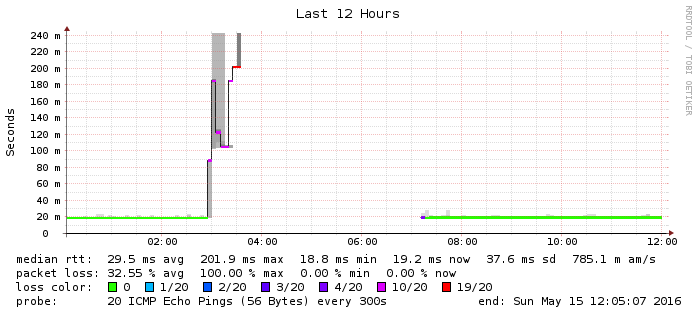 Last 12 Hours
RRDTOOL / TOBI OETIKER
Seconds
240 m
220 m
200 m
180 m
160 m
140 m
120 m
100 m
80 m
60 m
40 m
20 m
0
02:00 04:00 06:00 08:00 10:00 12:00
median rtt: 29.5 ms avg 201.9 ms max 18.8 ms min 19.2 ms now 37.6 ms sd 785.1 m am/s
packet loss: 32.55 % avg 100.00 % max 0.00 % min 0.00 % now
loss color: 0 1/20 2/20 3/20 4/20 10/20 19/20
probe: 20 ICMP Echo Pings (56 Bytes) every 300s end: Sun May 15 12:05:07 2016